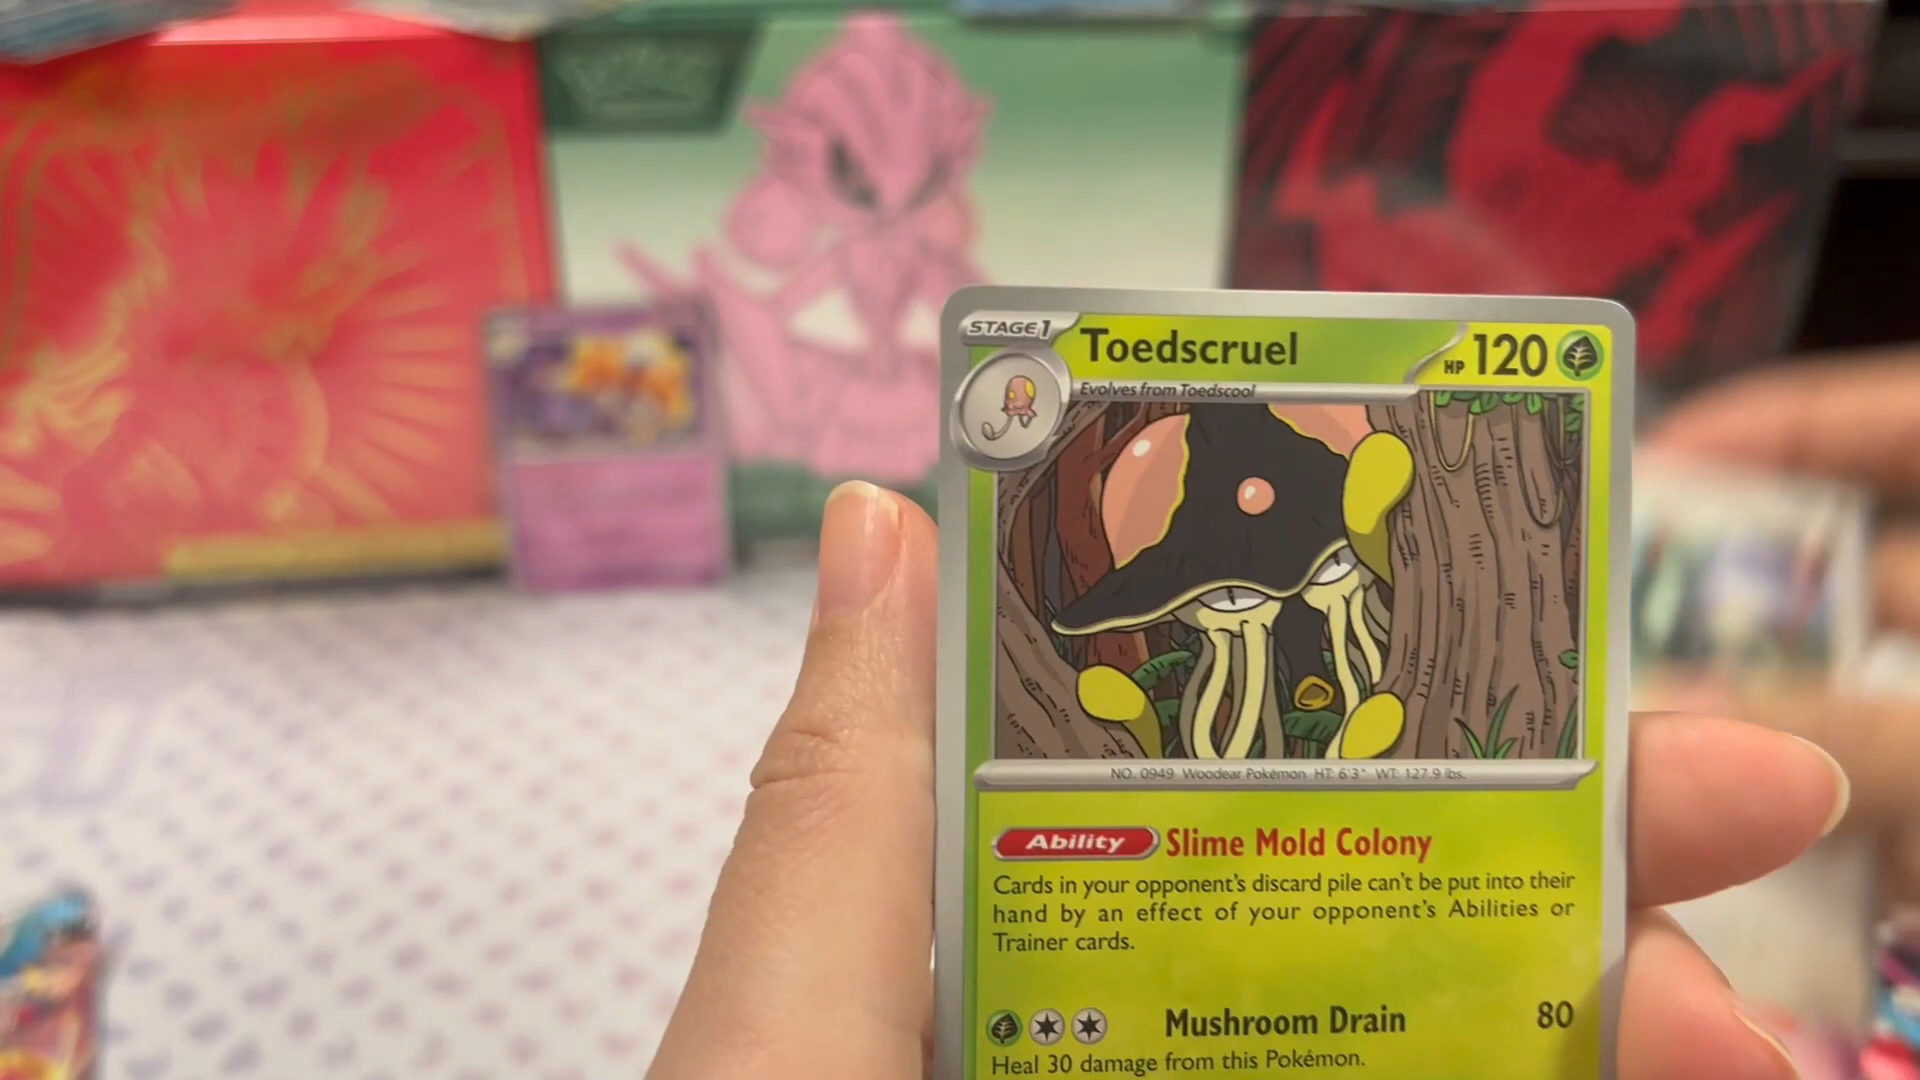 Pokémon
STAGE 1
Toedscruel
HP 120
Evolves from Toedscool
NO. 0949 Woodear Pokémon HT: 6'3" WT: 127.9 lbs.
Ability Slime Mold Colony
Cards in your opponent's discard pile can't be put into their
hand by an effect of your opponent's Abilities or
Trainer cards.
Mushroom Drain 80
Heal 30 damage from this Pokémon.